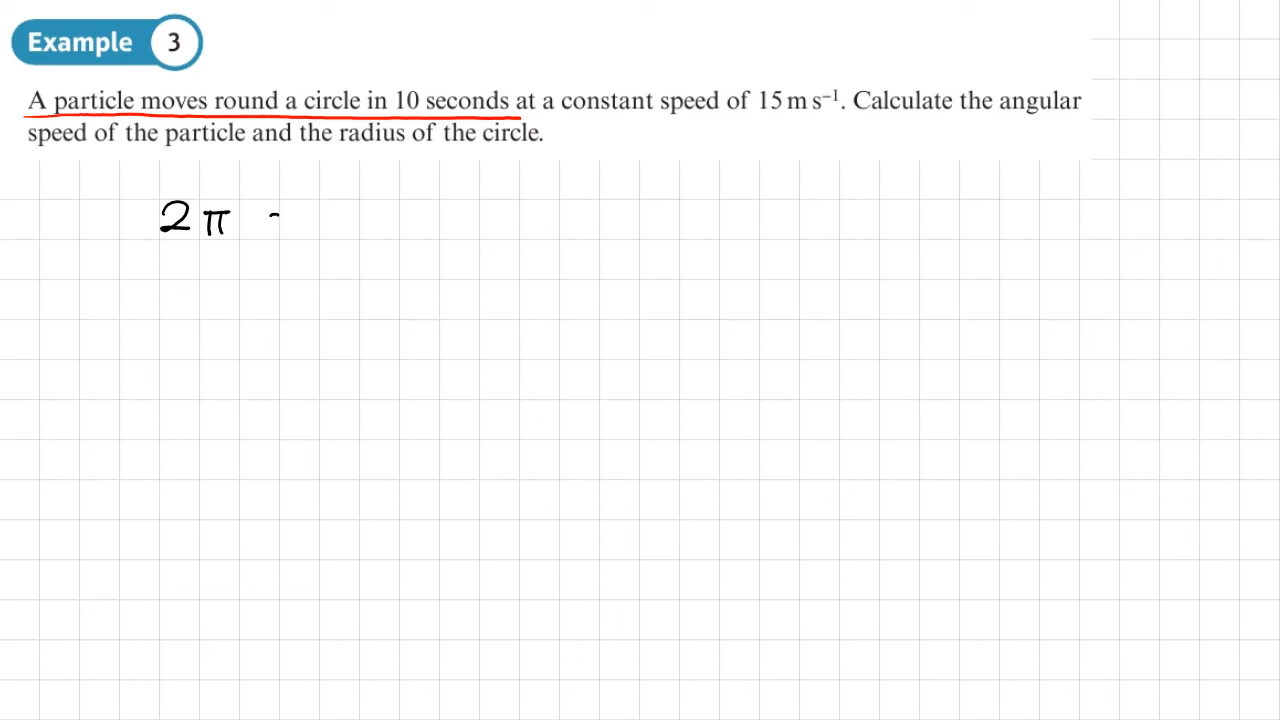 Example 3
A particle moves round a circle in 10 seconds at a constant speed of 15 m s⁻¹. Calculate the angular
speed of the particle and the radius of the circle.
2π